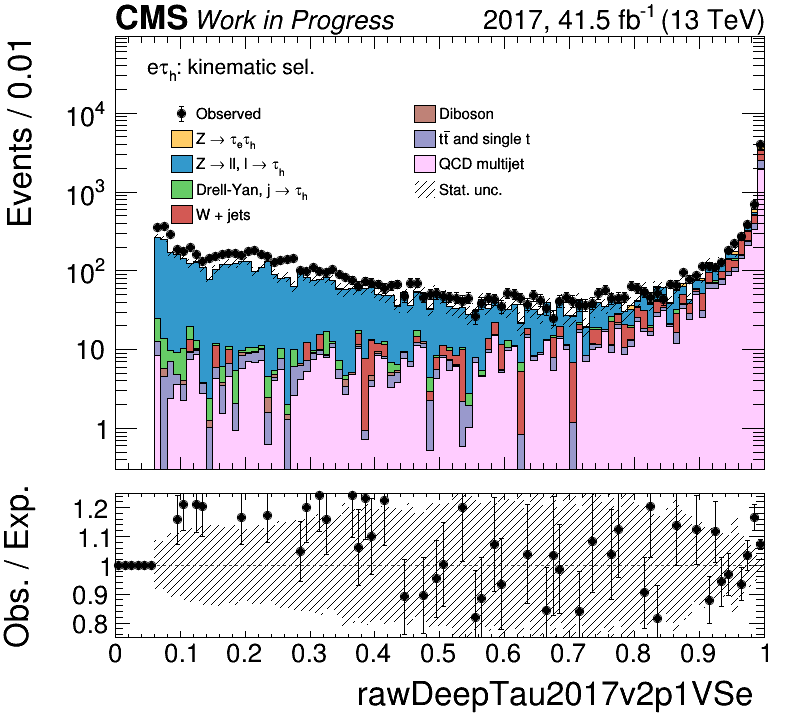 CMS Work in Progress 2017, 41.5 fb⁻¹ (13 TeV)
Events / 0.01
eτₕ: kinematic sel.
Observed
Z → τₑτₕ
Z → ll, l → τₕ
Drell-Yan, j → τₕ
W + jets
Diboson
tt̄ and single t
QCD multijet
Stat. unc.
10⁴
10³
10²
10
1
Obs. / Exp.
1.2
1.1
1
0.9
0.8
0 0.1 0.2 0.3 0.4 0.5 0.6 0.7 0.8 0.9 1
rawDeepTau2017v2p1VSe